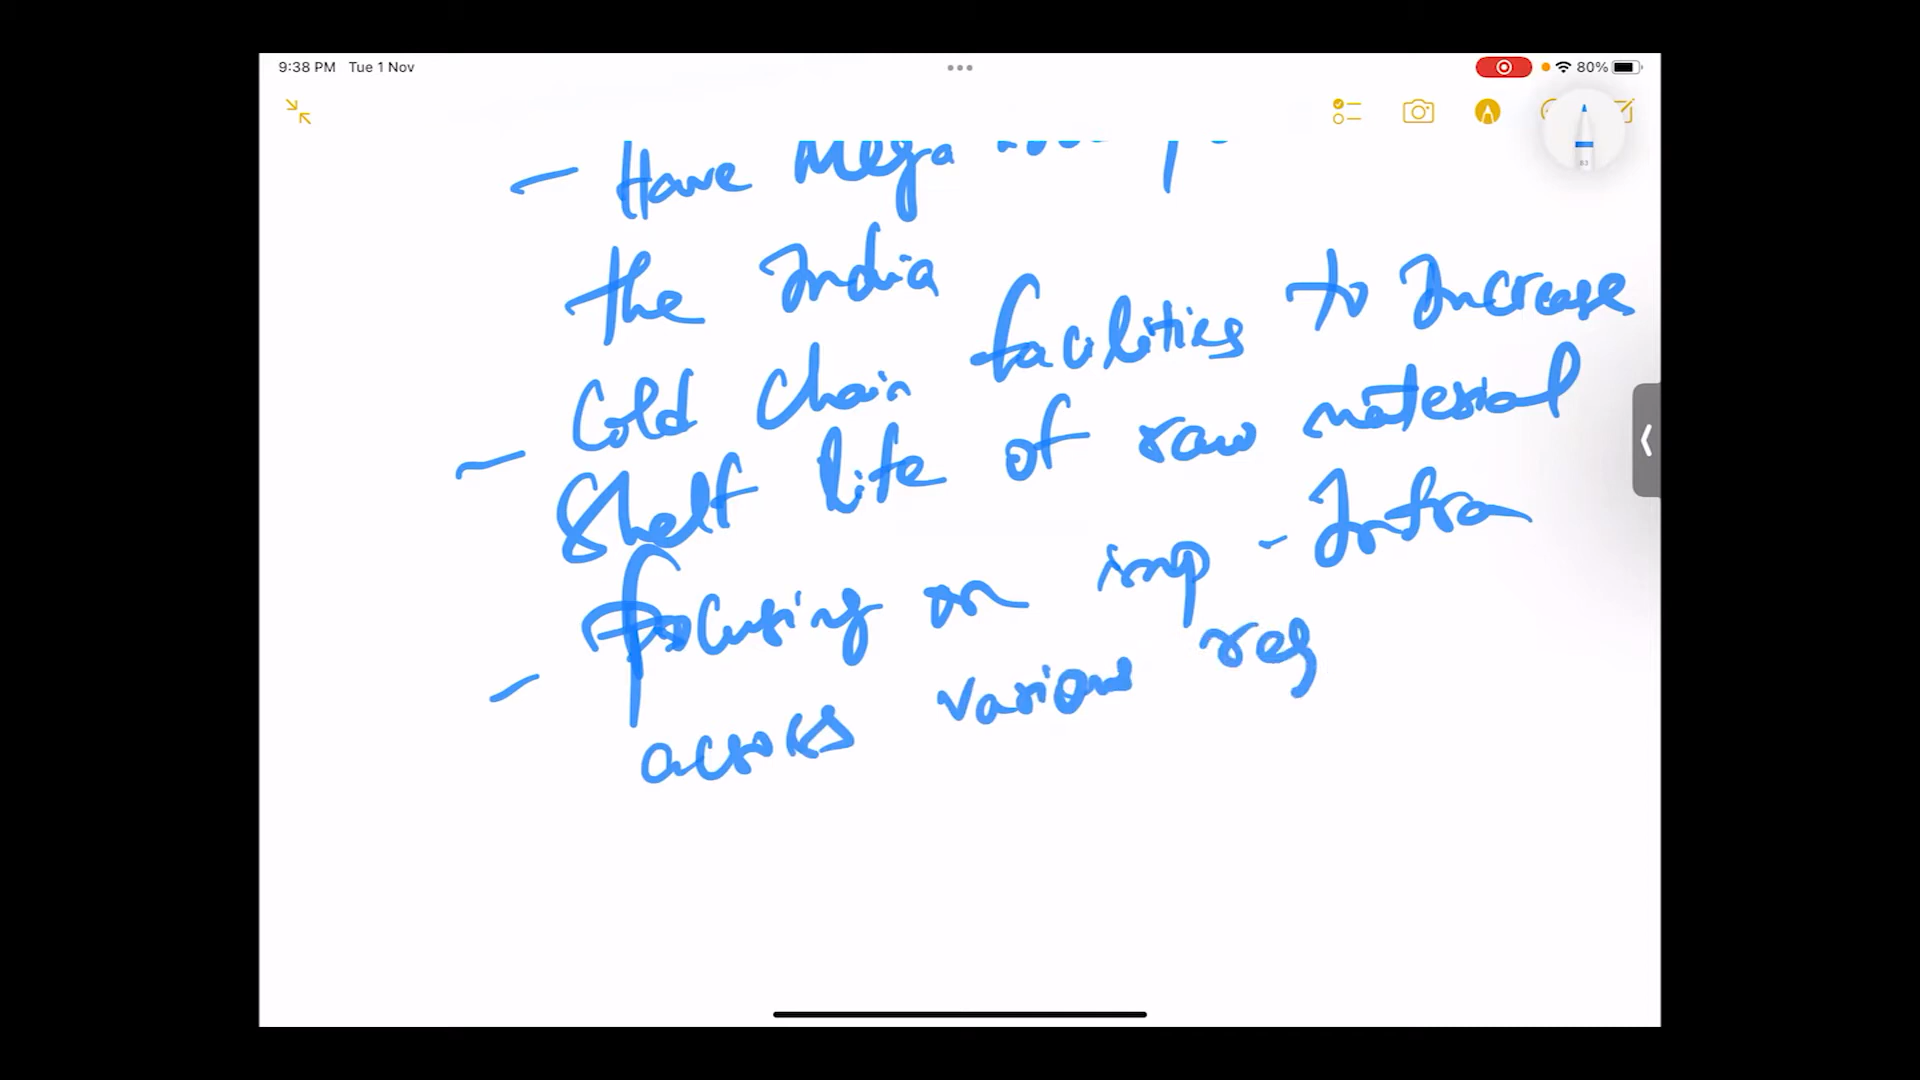 9:38 PM Tue 1 Nov
80%
- Have Mega
the India
- Cold Chain facilities to Increase
Shelf life of raw material
- focusing on imp - Infra
across various reg
83